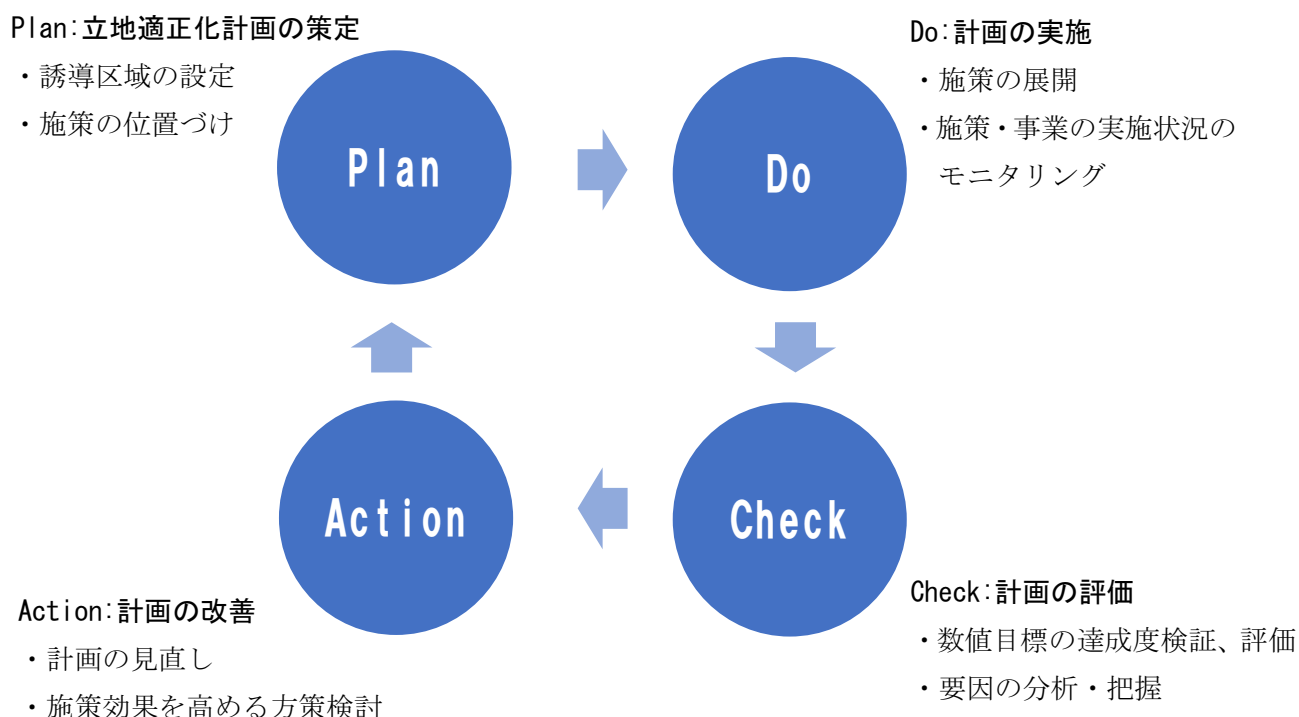 Plan:立地適正化計画の策定
・誘導区域の設定
・施策の位置づけ
Plan
Do:計画の実施
・施策の展開
・施策・事業の実施状況の
モニタリング
Do
Action
Check
Action:計画の改善
・計画の見直し
・施策効果を高める方策検討
Check:計画の評価
・数値目標の達成度検証、評価
・要因の分析・把握